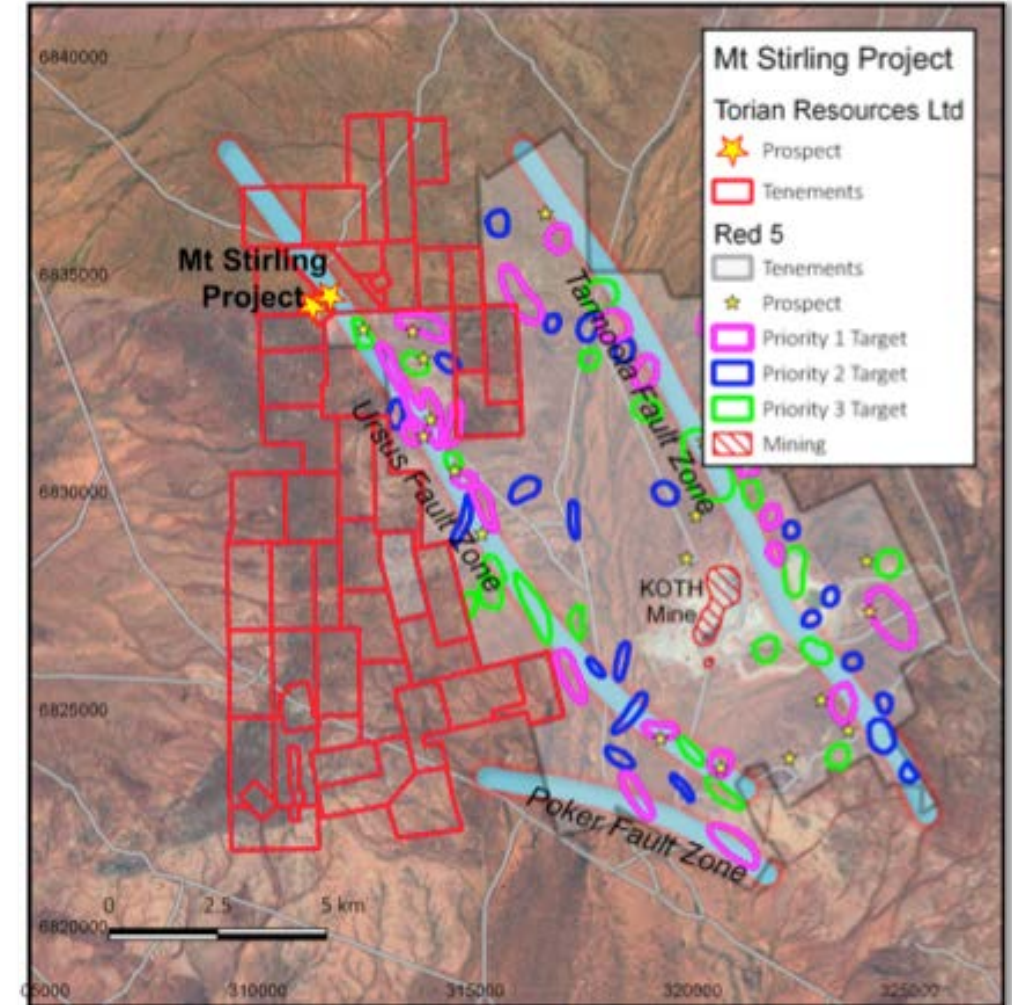 6840000
6835000
6830000
6825000
6820000
05000
310000
315000
320000
325000
Mt Stirling Project
Torian Resources Ltd
Prospect
Tenements
Red 5
Tenements
Prospect
Priority 1 Target
Priority 2 Target
Priority 3 Target
Mining
Mt Stirling
Project
Tarmoola Fault Zone
Ursus Fault Zone
KOTH
Mine
Poker Fault Zone
0 2.5 5 km